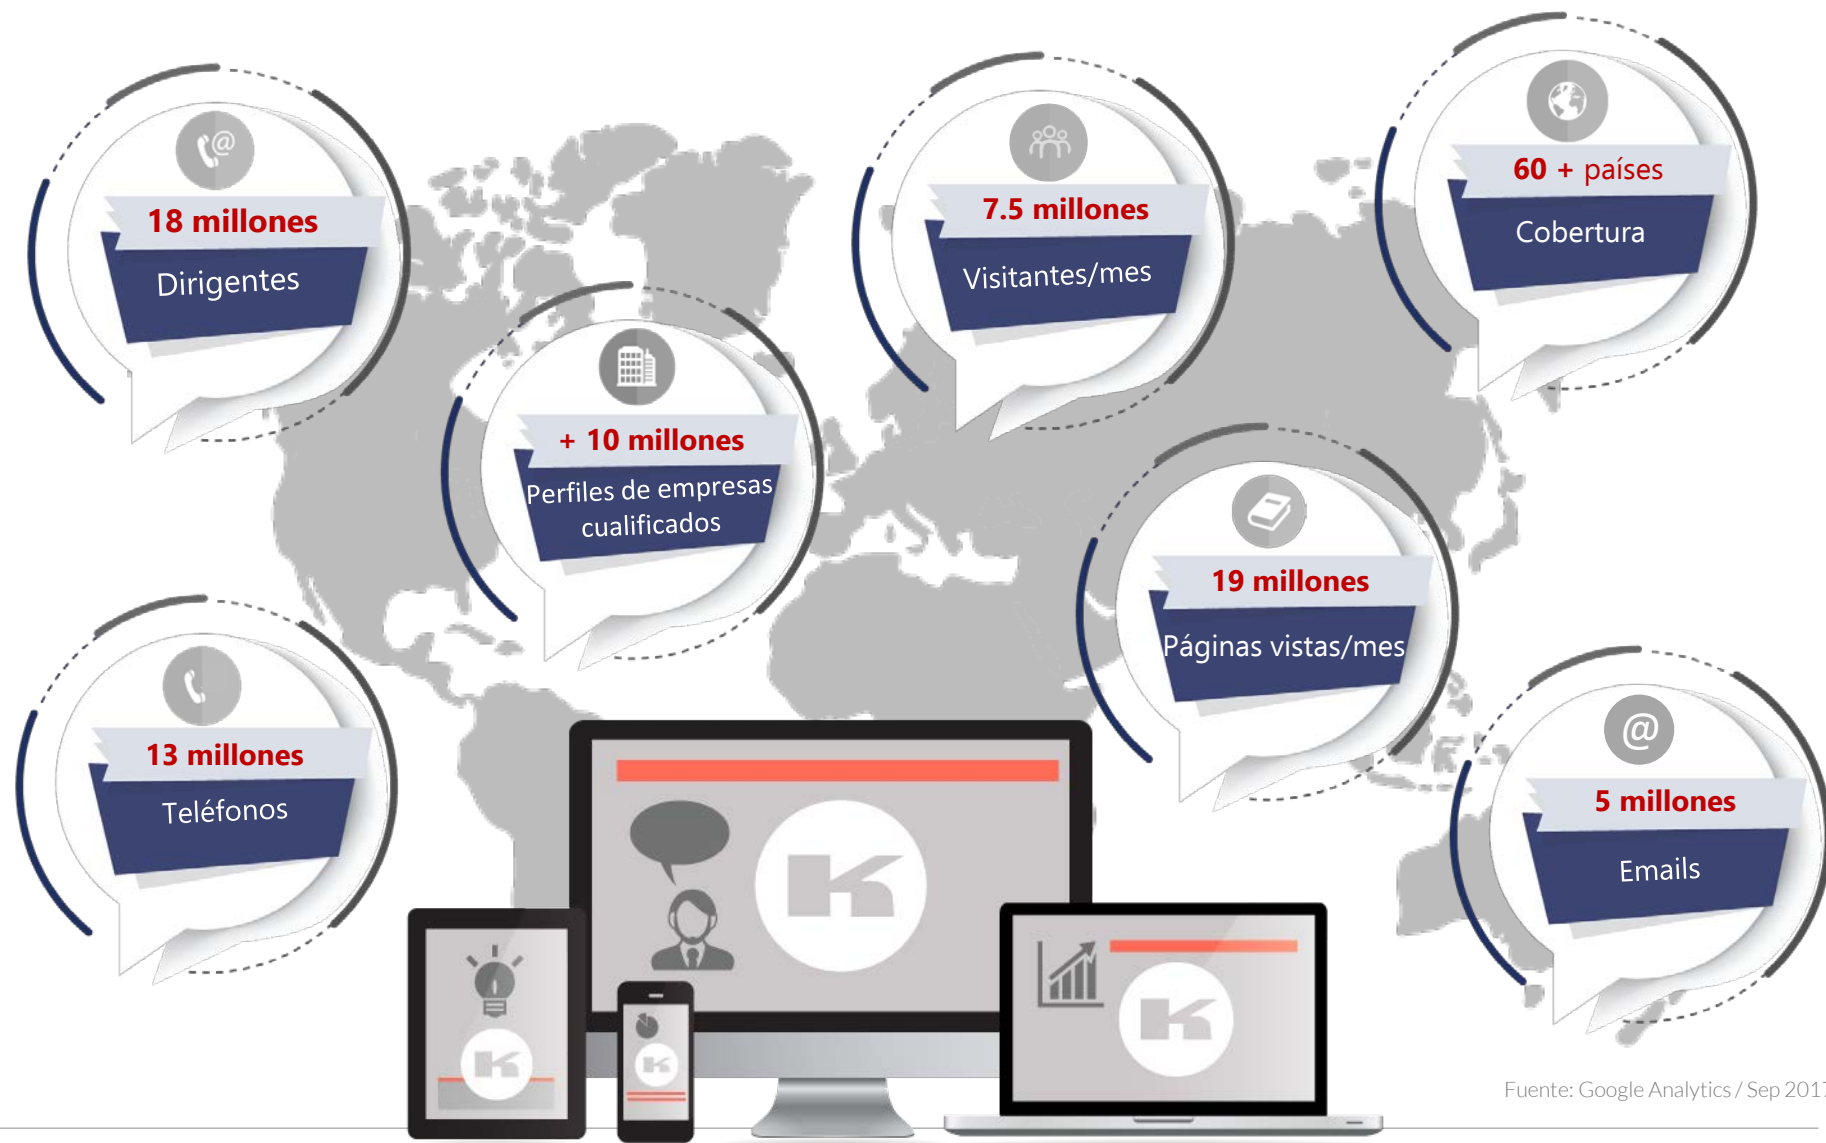 18 millones
Dirigentes
7.5 millones
Visitantes/mes
60 + países
Cobertura
+ 10 millones
Perfiles de empresas
cualificados
19 millones
Páginas vistas/mes
13 millones
Teléfonos
@
5 millones
Emails
K
K
K
K
Fuente: Google Analytics / Sep 2017